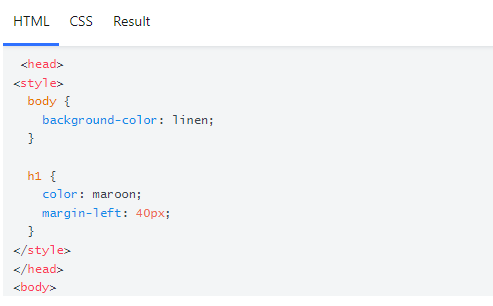 HTML CSS Result
<head>
<style>
body {
background-color: linen;
}
h1 {
color: maroon;
margin-left: 40px;
}
</style>
</head>
<body>